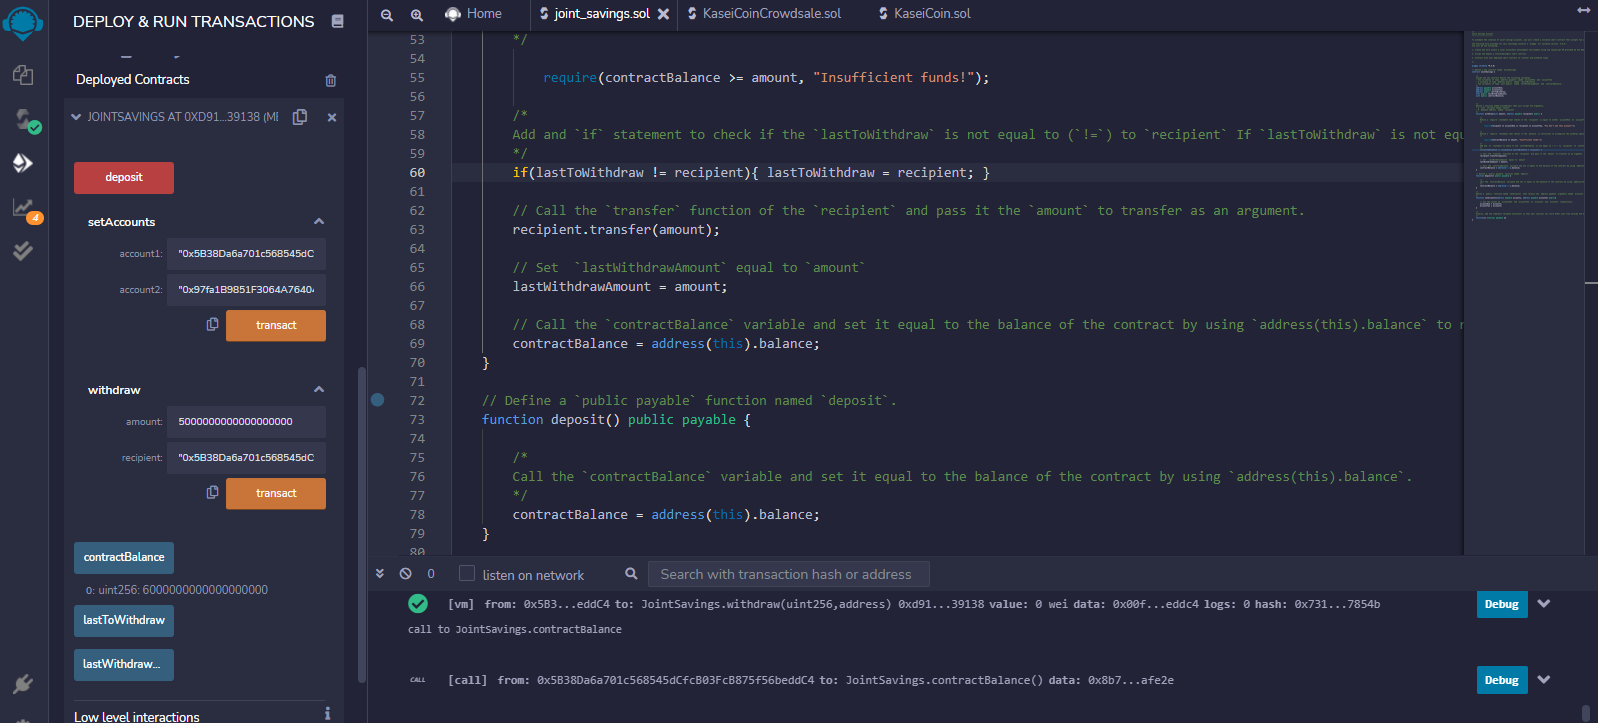 DEPLOY & RUN TRANSACTIONS
Deployed Contracts
JOINTSAVINGS AT 0XD91...39138 (ME
deposit
setAccounts
account1: "0x5B38Da6a701c568545dC
account2: "0x97fa1B9851F3064A7640
transact
withdraw
amount: 5000000000000000000
recipient: "0x5B38Da6a701c568545dC
transact
contractBalance
0: uint256: 6000000000000000000
lastToWithdraw
lastWithdraw...
Low level interactions
4
Home
joint_savings.sol
KaseiCoinCrowdsale.sol
KaseiCoin.sol
53 */
54
55 require(contractBalance >= amount, "Insufficient funds!");
56
57 /*
58 Add and `if` statement to check if the `lastToWithdraw` is not equal to (`!=`) to `recipient` If `lastToWithdraw` is not equ
59 */
60 if(lastToWithdraw != recipient){ lastToWithdraw = recipient; }
61
62 // Call the `transfer` function of the `recipient` and pass it the `amount` to transfer as an argument.
63 recipient.transfer(amount);
64
65 // Set  `lastWithdrawAmount` equal to `amount`
66 lastWithdrawAmount = amount;
67
68 // Call the `contractBalance` variable and set it equal to the balance of the contract by using `address(this).balance` to r
69 contractBalance = address(this).balance;
70 }
71
72 // Define a `public payable` function named `deposit`.
73 function deposit() public payable {
74
75 /*
76 Call the `contractBalance` variable and set it equal to the balance of the contract by using `address(this).balance`.
77 */
78 contractBalance = address(this).balance;
79 }
80
0 listen on network Search with transaction hash or address
[vm] from: 0x5B3...eddC4 to: JointSavings.withdraw(uint256,address) 0xd91...39138 value: 0 wei data: 0x00f...eddc4 logs: 0 hash: 0x731...7854b Debug
call to JointSavings.contractBalance
CALL [call] from: 0x5B38Da6a701c568545dCfcB03FcB875f56beddC4 to: JointSavings.contractBalance() data: 0x8b7...afe2e Debug